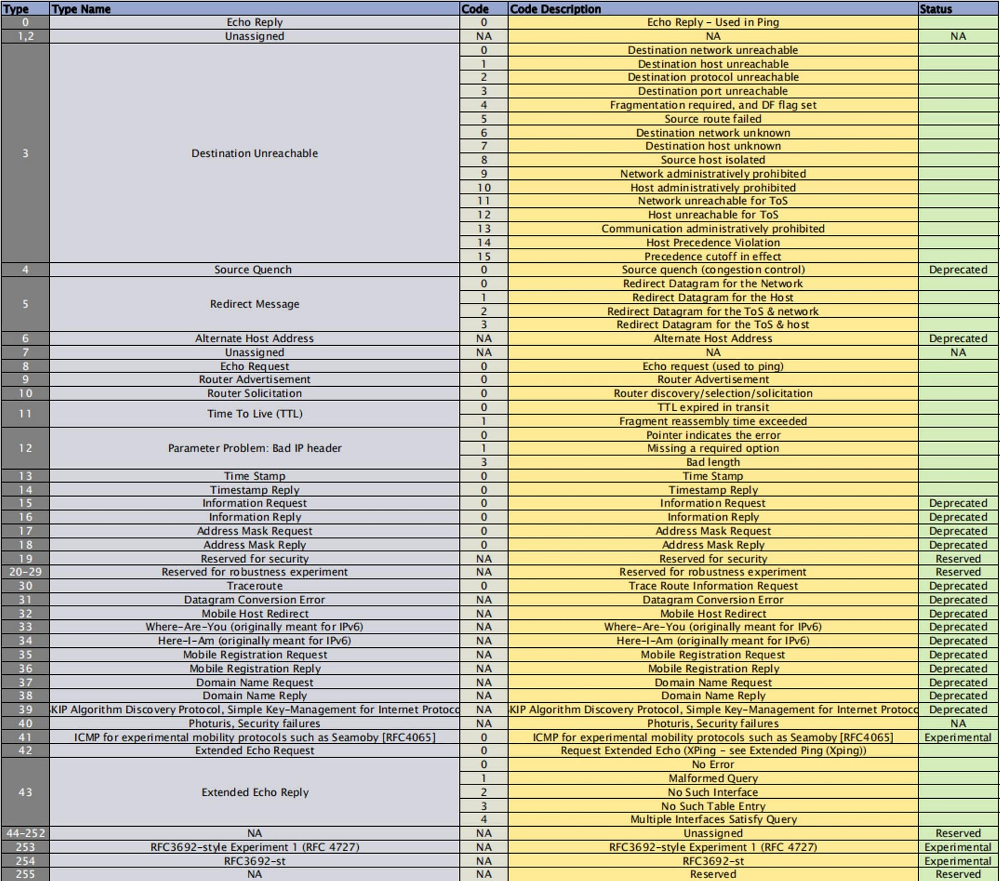 Type Type Name Code Code Description Status
0 Echo Reply 0 Echo Reply – Used in Ping
1,2 Unassigned NA NA NA
3 Destination Unreachable 0 Destination network unreachable
1 Destination host unreachable
2 Destination protocol unreachable
3 Destination port unreachable
4 Fragmentation required, and DF flag set
5 Source route failed
6 Destination network unknown
7 Destination host unknown
8 Source host isolated
9 Network administratively prohibited
10 Host administratively prohibited
11 Network unreachable for ToS
12 Host unreachable for ToS
13 Communication administratively prohibited
14 Host Precedence Violation
15 Precedence cutoff in effect
4 Source Quench 0 Source quench (congestion control) Deprecated
5 Redirect Message 0 Redirect Datagram for the Network
1 Redirect Datagram for the Host
2 Redirect Datagram for the ToS & network
3 Redirect Datagram for the ToS & host
6 Alternate Host Address NA Alternate Host Address Deprecated
7 Unassigned NA NA NA
8 Echo Request 0 Echo request (used to ping)
9 Router Advertisement 0 Router Advertisement
10 Router Solicitation 0 Router discovery/selection/solicitation
11 Time To Live (TTL) 0 TTL expired in transit
1 Fragment reassembly time exceeded
12 Parameter Problem: Bad IP header 0 Pointer indicates the error
1 Missing a required option
3 Bad length
13 Time Stamp 0 Time Stamp
14 Timestamp Reply 0 Timestamp Reply
15 Information Request 0 Information Request Deprecated
16 Information Reply 0 Information Reply Deprecated
17 Address Mask Request 0 Address Mask Request Deprecated
18 Address Mask Reply 0 Address Mask Reply Deprecated
19 Reserved for security NA Reserved for security Reserved
20–29 Reserved for robustness experiment NA Reserved for robustness experiment Reserved
30 Traceroute 0 Trace Route Information Request Deprecated
31 Datagram Conversion Error NA Datagram Conversion Error Deprecated
32 Mobile Host Redirect NA Mobile Host Redirect Deprecated
33 Where–Are–You (originally meant for IPv6) NA Where–Are–You (originally meant for IPv6) Deprecated
34 Here–I–Am (originally meant for IPv6) NA Here–I–Am (originally meant for IPv6) Deprecated
35 Mobile Registration Request NA Mobile Registration Request Deprecated
36 Mobile Registration Reply NA Mobile Registration Reply Deprecated
37 Domain Name Request NA Domain Name Request Deprecated
38 Domain Name Reply NA Domain Name Reply Deprecated
39 KIP Algorithm Discovery Protocol, Simple Key–Management for Internet Protoco NA KIP Algorithm Discovery Protocol, Simple Key–Management for Internet Protoco Deprecated
40 Photuris, Security failures NA Photuris, Security failures NA
41 ICMP for experimental mobility protocols such as Seamoby [RFC4065] 0 ICMP for experimental mobility protocols such as Seamoby [RFC4065] Experimental
42 Extended Echo Request 0 Request Extended Echo (XPing – see Extended Ping (Xping))
43 Extended Echo Reply 0 No Error
1 Malformed Query
2 No Such Interface
3 No Such Table Entry
4 Multiple Interfaces Satisfy Query
44–252 NA NA Unassigned Reserved
253 RFC3692–style Experiment 1 (RFC 4727) NA RFC3692–style Experiment 1 (RFC 4727) Experimental
254 RFC3692–st NA RFC3692–st Experimental
255 NA NA Reserved Reserved